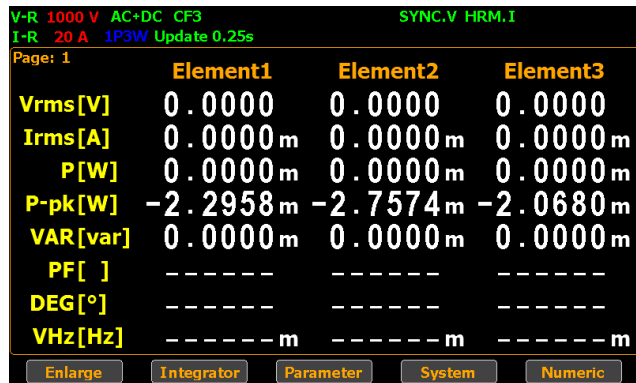 V-R 1000 V AC+DC CF3 SYNC.V HRM.I
I-R 20 A 1P3W Update 0.25s
Page: 1
Element1 Element2 Element3
Vrms[V] 0.0000 0.0000 0.0000
Irms[A] 0.0000m 0.0000m 0.0000m
P[W] 0.0000m 0.0000m 0.0000m
P-pk[W] -2.2958m -2.7574m -2.0680m
VAR[var] 0.0000m 0.0000m 0.0000m
PF[ ] ------ ------ ------
DEG[°] ------ ------ ------
VHz[Hz] ------m ------m ------m
Enlarge Integrator Parameter System Numeric